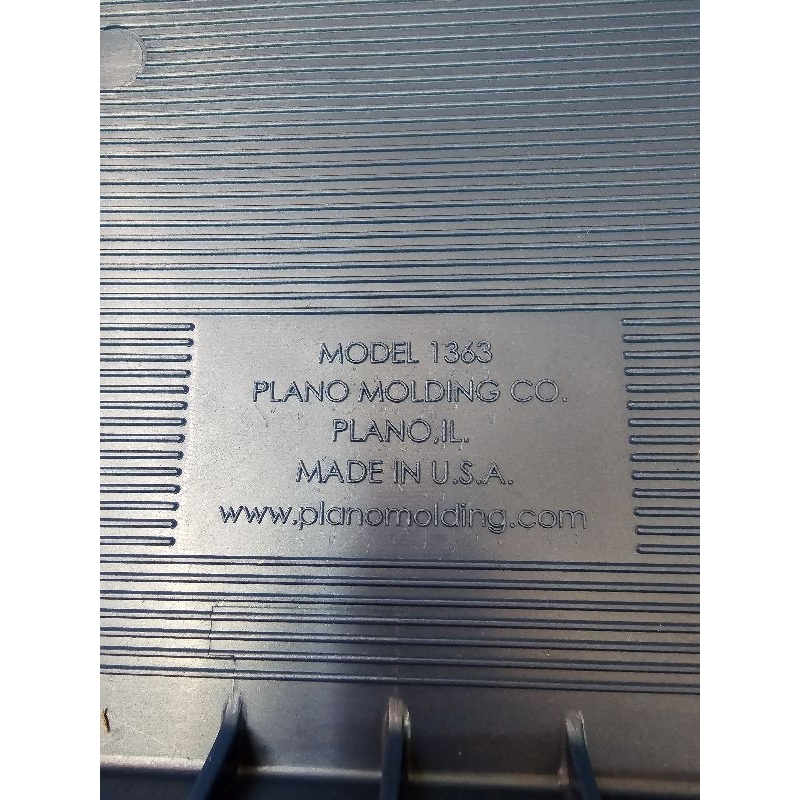 MODEL 1363
PLANO MOLDING CO.
PLANO, IL.
MADE IN U.S.A.
www.planomolding.com